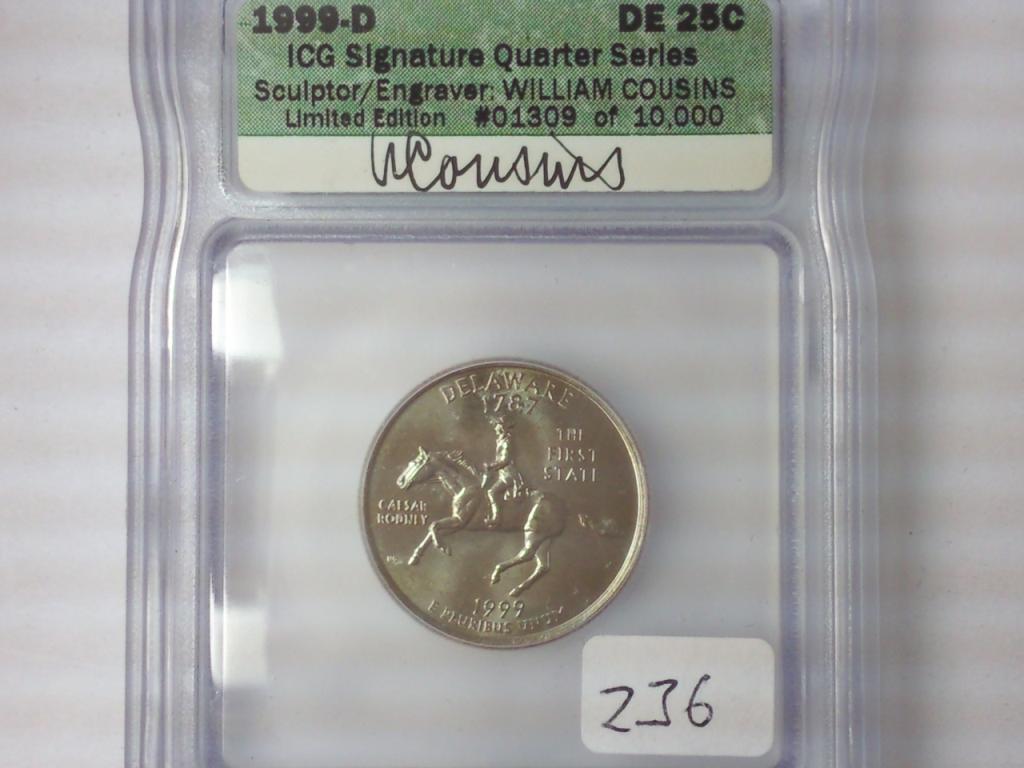 1999-D DE 25C
ICG Signature Quarter Series
Sculptor/Engraver: WILLIAM COUSINS
Limited Edition #01309 of 10,000
WCousins
DELAWARE
1787
THE
FIRST
STATE
CAESAR
RODNEY
1999
E PLURIBUS UNUM
236